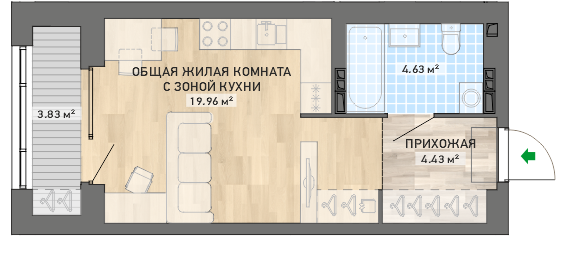 ОБЩАЯ ЖИЛАЯ КОМНАТА
С ЗОНОЙ КУХНИ
19.96 м²
4.63 м²
3.83 м²
ПРИХОЖАЯ
4.43 м²